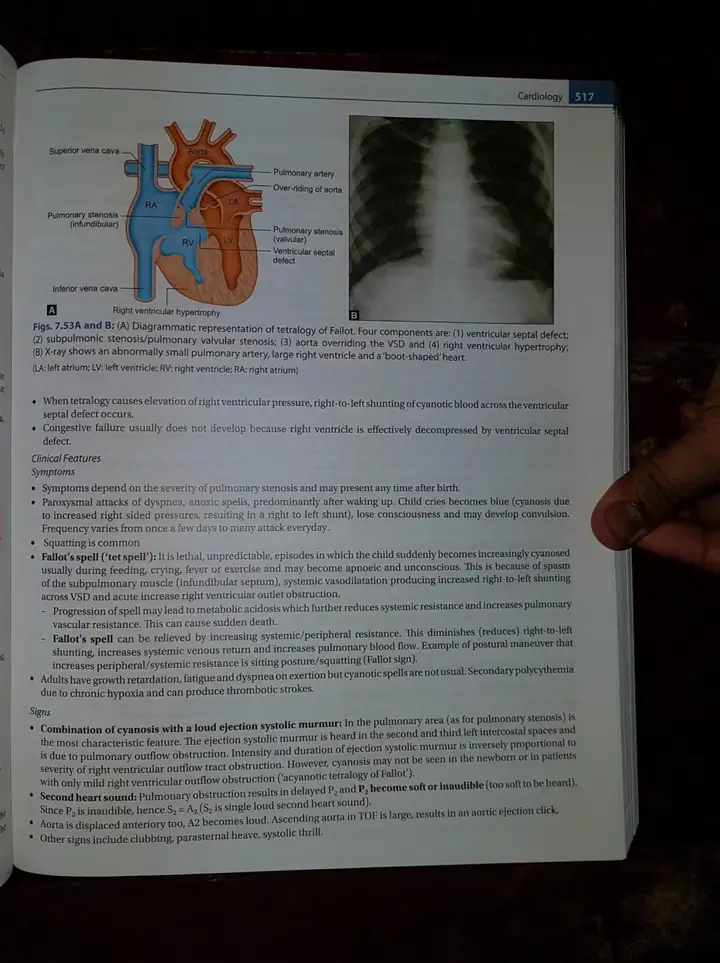 Cardiology 517
Superior vena cava
Aorta
Pulmonary artery
Over-riding of aorta
RA
LA
Pulmonary stenosis
(infundibular)
Pulmonary stenosis
(valvular)
RV
LV
Ventricular septal
defect
Inferior vena cava
A
Right ventricular hypertrophy
B
Figs. 7.53A and B: (A) Diagrammatic representation of tetralogy of Fallot. Four components are: (1) ventricular septal defect;
(2) subpulmonic stenosis/pulmonary valvular stenosis; (3) aorta overriding the VSD and (4) right ventricular hypertrophy;
(B) X-ray shows an abnormally small pulmonary artery, large right ventricle and a 'boot-shaped' heart.
(LA: left atrium; LV: left ventricle; RV: right ventricle; RA: right atrium)
• When tetralogy causes elevation of right ventricular pressure, right-to-left shunting of cyanotic blood across the ventricular
septal defect occurs.
• Congestive failure usually does not develop because right ventricle is effectively decompressed by ventricular septal
defect.
Clinical Features
Symptoms
• Symptoms depend on the severity of pulmonary stenosis and may present any time after birth.
• Paroxysmal attacks of dyspnea, anoxic spells, predominantly after waking up. Child cries becomes blue (cyanosis due
to increased right sided pressures, resulting in a right to left shunt), lose consciousness and may develop convulsion.
Frequency varies from once a few days to many attack everyday.
• Squatting is common
• Fallot's spell ('tet spell'): It is lethal, unpredictable, episodes in which the child suddenly becomes increasingly cyanosed
usually during feeding, crying, fever or exercise and may become apnoeic and unconscious. This is because of spasm
of the subpulmonary muscle (infundibular septum), systemic vasodilatation producing increased right-to-left shunting
across VSD and acute increase right ventricular outlet obstruction.
- Progression of spell may lead to metabolic acidosis which further reduces systemic resistance and increases pulmonary
vascular resistance. This can cause sudden death.
- Fallot's spell can be relieved by increasing systemic/peripheral resistance. This diminishes (reduces) right-to-left
shunting, increases systemic venous return and increases pulmonary blood flow. Example of postural maneuver that
increases peripheral/systemic resistance is sitting posture/squatting (Fallot sign).
• Adults have growth retardation, fatigue and dyspnea on exertion but cyanotic spells are not usual. Secondary polycythemia
due to chronic hypoxia and can produce thrombotic strokes.
Signs
• Combination of cyanosis with a loud ejection systolic murmur: In the pulmonary area (as for pulmonary stenosis) is
the most characteristic feature. The ejection systolic murmur is heard in the second and third left intercostal spaces and
is due to pulmonary outflow obstruction. Intensity and duration of ejection systolic murmur is inversely proportional to
severity of right ventricular outflow tract obstruction. However, cyanosis may not be seen in the newborn or in patients
with only mild right ventricular outflow obstruction ('acyanotic tetralogy of Fallot').
• Second heart sound: Pulmonary obstruction results in delayed P2 and P2 become soft or inaudible (too soft to be heard).
Since P2 is inaudible, hence S2 = A2 (S2 is single loud second heart sound).
• Aorta is displaced anteriory too, A2 becomes loud. Ascending aorta in TOF is large, results in an aortic ejection click.
• Other signs include clubbing, parasternal heave, systolic thrill.